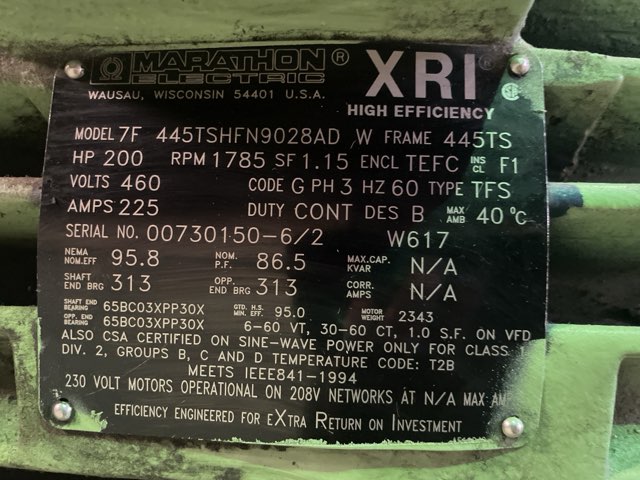 MARATHON®
ELECTRIC
WAUSAU, WISCONSIN 54401 U.S.A.
XRI®
HIGH EFFICIENCY
MODEL 7F 445TSHFN9028AD W FRAME 445TS
HP 200 RPM 1785 SF 1.15 ENCL TEFC INS CL F1
VOLTS 460 CODE G PH 3 HZ 60 TYPE TFS
AMPS 225 DUTY CONT DES B MAX AMB 40°C
SERIAL NO. 00730150-6/2 W617
NEMA NOM. EFF 95.8 NOM. P.F. 86.5 MAX.CAP. KVAR N/A
SHAFT END BRG 313 OPP. END BRG 313 CORR. AMPS N/A
SHAFT END BEARING 65BC03XPP30X GTD. H.S. MIN. EFF 95.0 MOTOR WEIGHT 2343
OPP. END BEARING 65BC03XPP30X 6-60 VT, 30-60 CT, 1.0 S.F. ON VFD
ALSO CSA CERTIFIED ON SINE-WAVE POWER ONLY FOR CLASS 1
DIV. 2, GROUPS B, C AND D TEMPERATURE CODE: T2B
MEETS IEEE841-1994
230 VOLT MOTORS OPERATIONAL ON 208V NETWORKS AT N/A MAX AMB
EFFICIENCY ENGINEERED FOR eXtra RETURN ON INVESTMENT